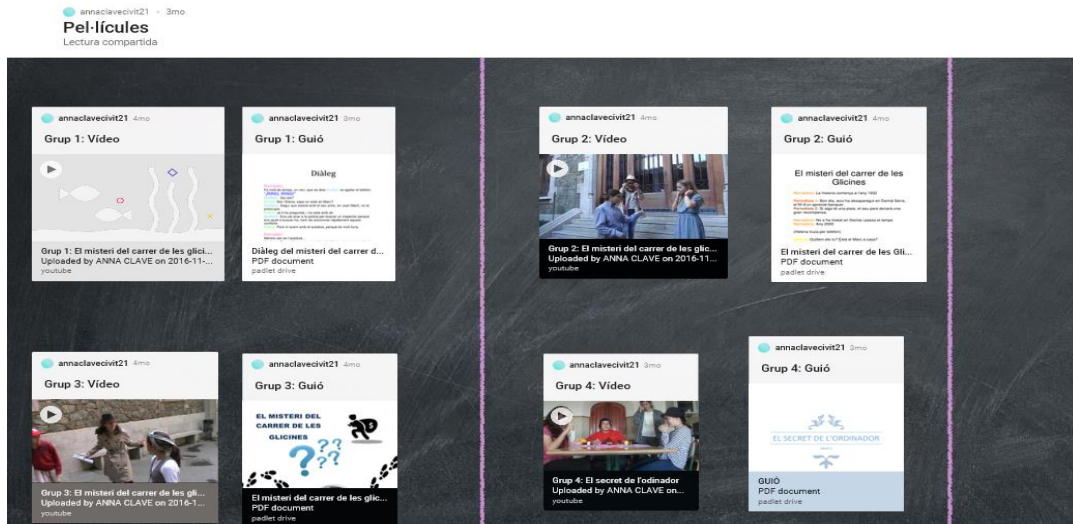 annaclavecivit21 · 3mo
Pel·lícules
Lectura compartida
annaclavecivit21 4mo
Grup 1: Vídeo
Grup 1: El misteri del carrer de les glici...
Uploaded by ANNA CLAVE on 2016-11-...
youtube
annaclavecivit21 3mo
Grup 1: Guió
Diàleg
Diàleg del misteri del carrer d...
PDF document
padlet drive
annaclavecivit21 4mo
Grup 2: Vídeo
Grup 2: El misteri del carrer de les glic...
Uploaded by ANNA CLAVE on 2016-11...
youtube
annaclavecivit21 4mo
Grup 2: Guió
El misteri del carrer de les
Glicines
El misteri del carrer de les Gli...
PDF document
padlet drive
annaclavecivit21 4mo
Grup 3: Vídeo
Grup 3: El misteri del carrer de les gli...
Uploaded by ANNA CLAVE on 2016-1...
youtube
annaclavecivit21 4mo
Grup 3: Guió
EL MISTERI DEL
CARRER DE LES
GLICINES
??
??
El misteri del carrer de les glic...
PDF document
padlet drive
annaclavecivit21 3mo
Grup 4: Vídeo
Grup 4: El secret de l'odinador
Uploaded by ANNA CLAVE on...
youtube
annaclavecivit21 3mo
Grup 4: Guió
EL SECRET DE L'ORDINADOR
GUIÓ
PDF document
padlet drive